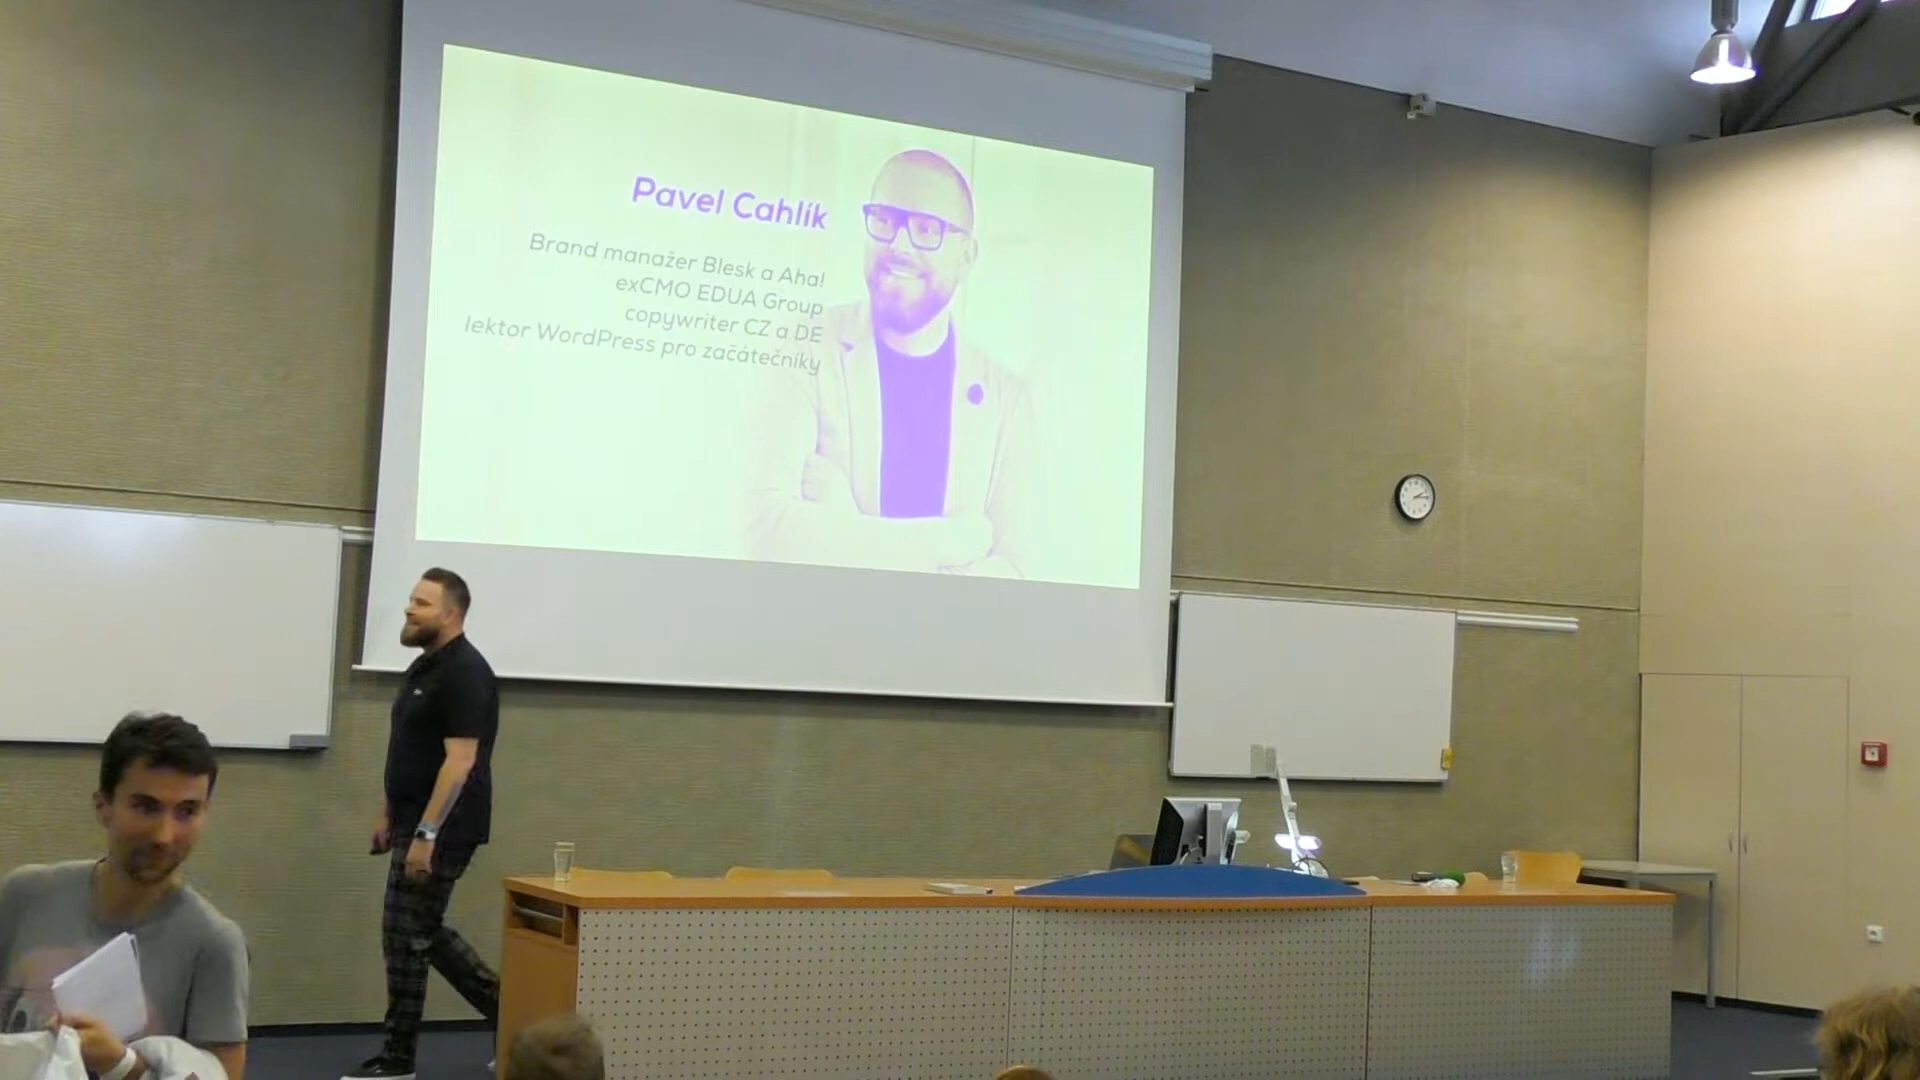 Pavel Cahlík
Brand manažer Blesk a Aha!
exCMO EDUA Group
copywriter CZ a DE
lektor WordPress pro začátečníky